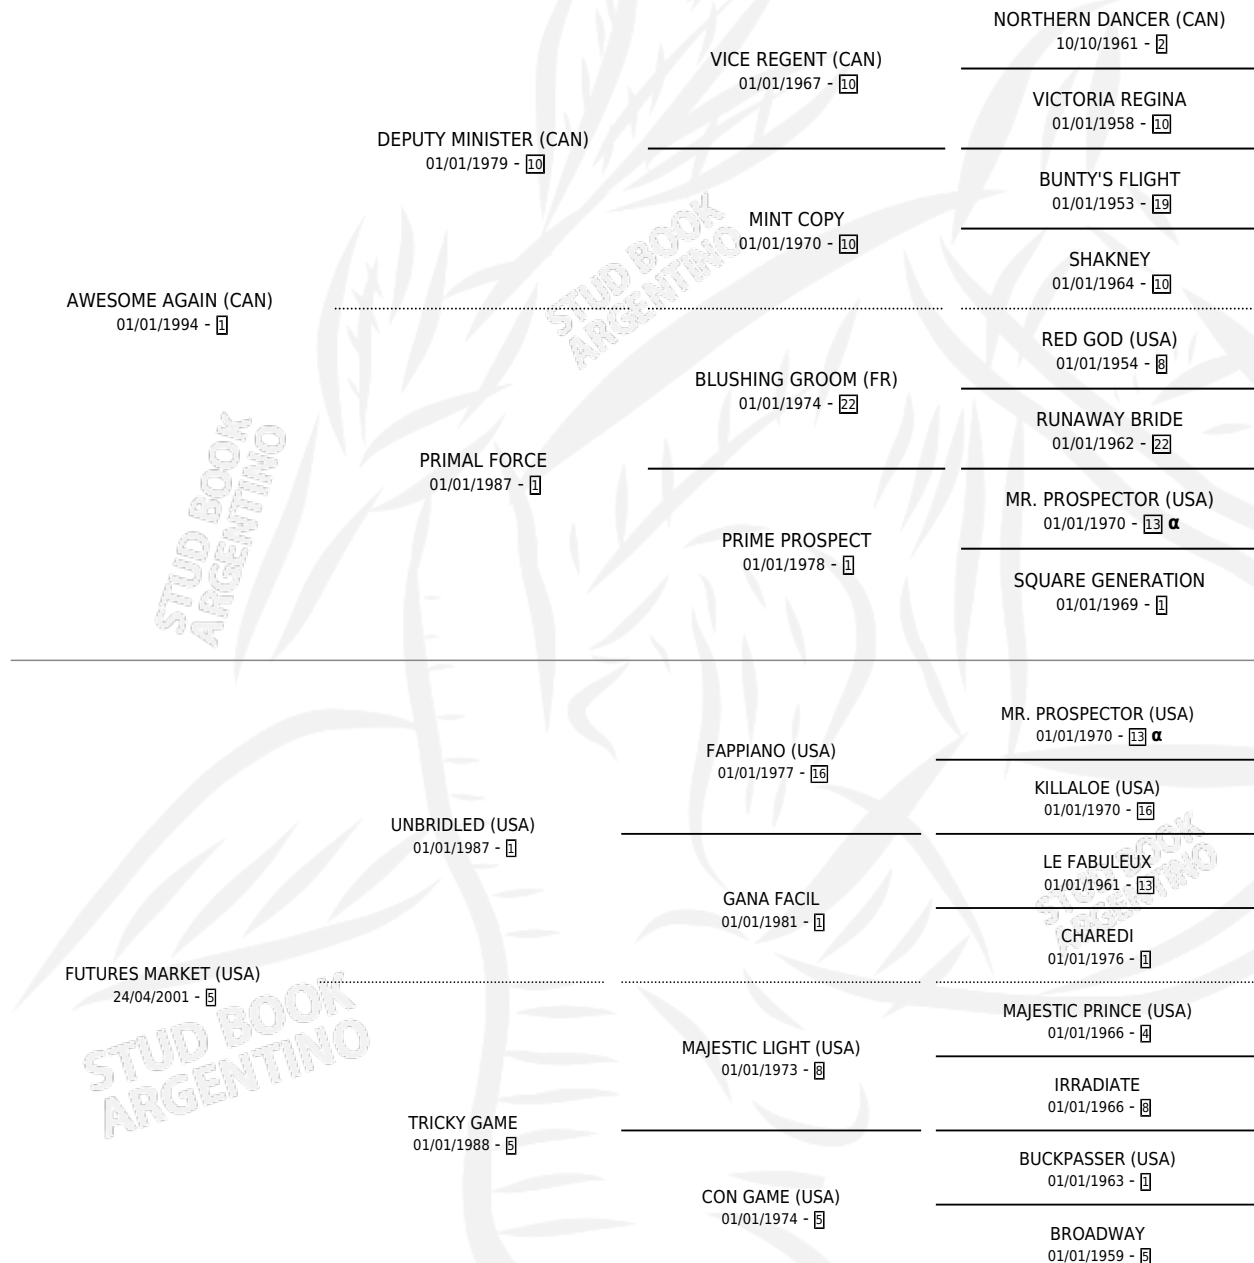 NORTHERN DANCER (CAN)
10/10/1961 - 2
VICE REGENT (CAN)
01/01/1967 - 10
VICTORIA REGINA
01/01/1958 - 10
DEPUTY MINISTER (CAN)
01/01/1979 - 10
BUNTY'S FLIGHT
01/01/1953 - 19
MINT COPY
01/01/1970 - 10
SHAKNEY
01/01/1964 - 10
AWESOME AGAIN (CAN)
01/01/1994 - 1
RED GOD (USA)
01/01/1954 - 8
BLUSHING GROOM (FR)
01/01/1974 - 22
RUNAWAY BRIDE
01/01/1962 - 22
PRIMAL FORCE
01/01/1987 - 1
MR. PROSPECTOR (USA)
01/01/1970 - 13 α
PRIME PROSPECT
01/01/1978 - 1
SQUARE GENERATION
01/01/1969 - 1
MR. PROSPECTOR (USA)
01/01/1970 - 13 α
FAPPIANO (USA)
01/01/1977 - 16
KILLALOE (USA)
01/01/1970 - 16
UNBRIDLED (USA)
01/01/1987 - 1
LE FABULEUX
01/01/1961 - 13
GANA FACIL
01/01/1981 - 1
CHAREDI
01/01/1976 - 1
FUTURES MARKET (USA)
24/04/2001 - 5
MAJESTIC PRINCE (USA)
01/01/1966 - 4
MAJESTIC LIGHT (USA)
01/01/1973 - 8
IRRADIATE
01/01/1966 - 8
TRICKY GAME
01/01/1988 - 5
BUCKPASSER (USA)
01/01/1963 - 1
CON GAME (USA)
01/01/1974 - 5
BROADWAY
01/01/1959 - 5
STUD BOOK
ARGENTINO
STUD BOOK
ARGENTINO
STUD BOOK
ARGENTINO
STUD BOOK
ARGENTINO